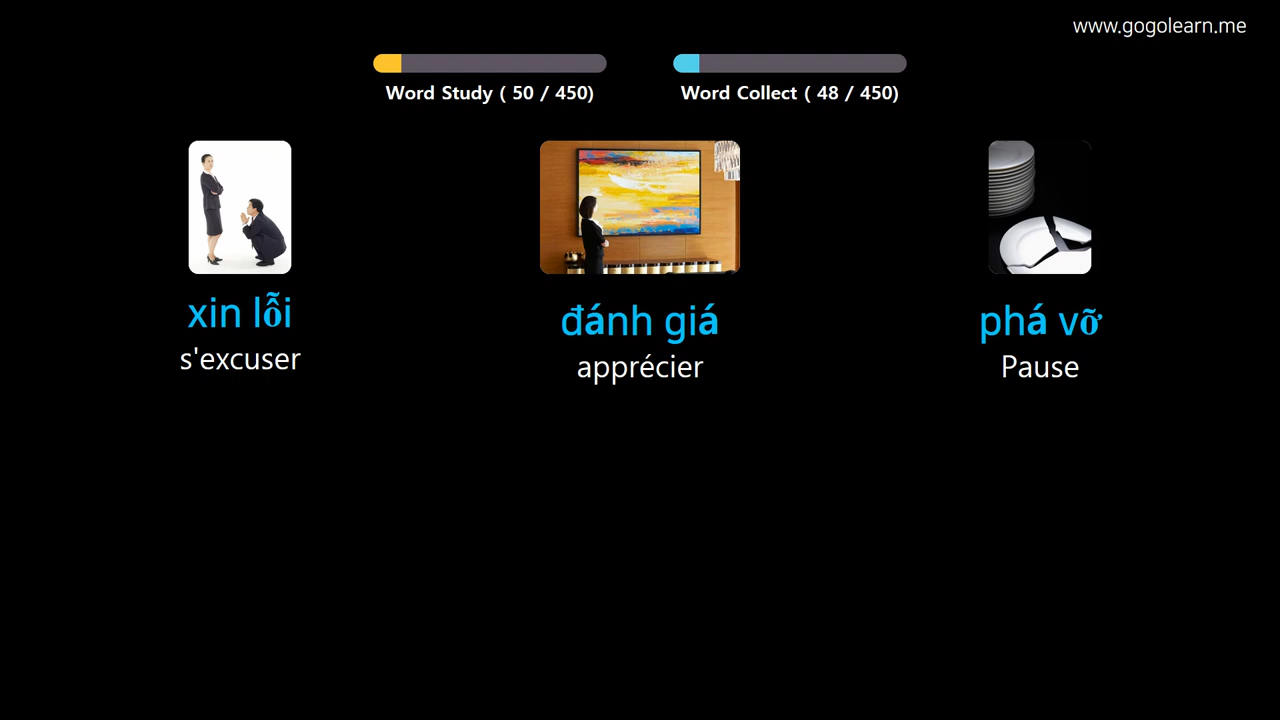 www.gogolearn.me
Word Study ( 50 / 450)
Word Collect ( 48 / 450)
xin lỗi
s'excuser
đánh giá
apprécier
phá vỡ
Pause